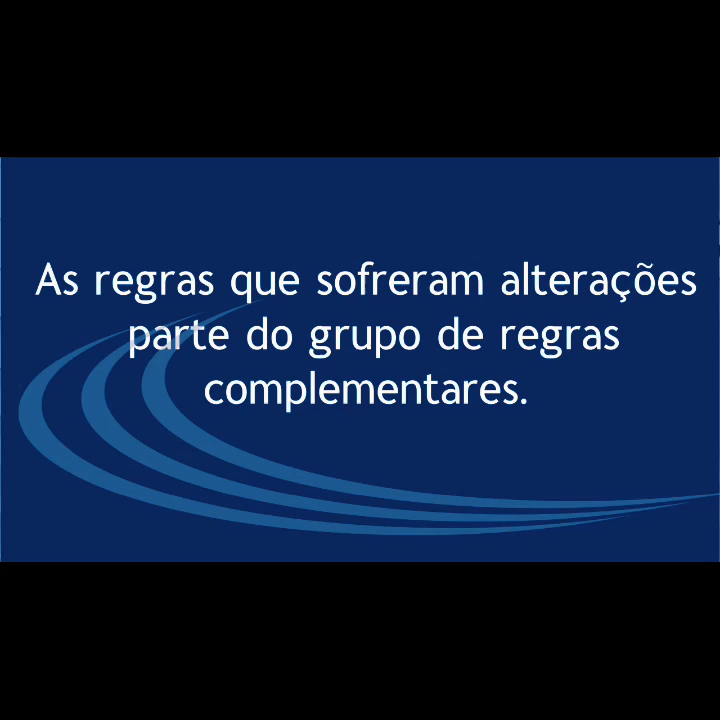 As regras que sofreram alterações
parte do grupo de regras
complementares.